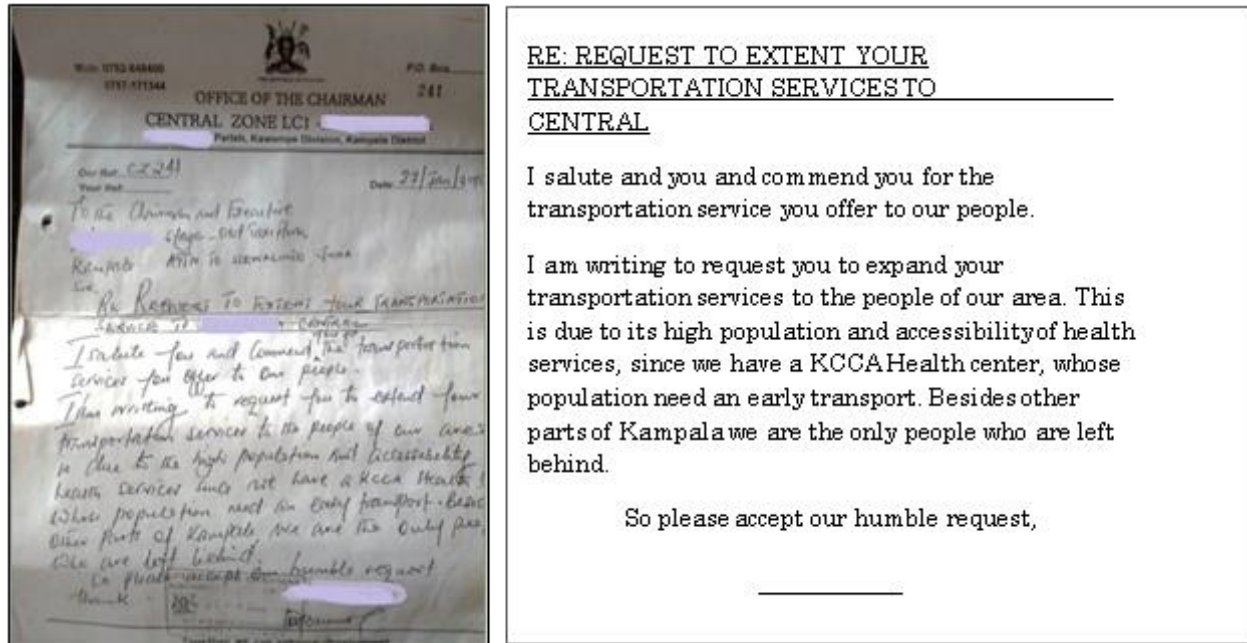 Mob: 0752-649400
0757-171344
P.O. Box
241
OFFICE OF THE CHAIRMAN
CENTRAL ZONE LC1
Parish, Kawempe Division, Kampala District
Our Ref: CZ241
Your Ref:
Date: 27/Jan/
To the Chairman and Executive
Stage
Kampala
Sir
RE REQUEST TO EXTENT YOUR TRANSPORTATION
SERVICE TO CENTRAL
I salute you and commend you for the transportation
services you offer to our people.
I am writing to request you to extend your
transportation services to the people of our area
is due to the high population and accessability
health services since we have a KCCA Health
whose population need an early transport. Besides
other parts of Kampala, we are the only peo
who are left behind.
So please accept our humble request
thank
RE: REQUEST TO EXTENT YOUR
TRANSPORTATION SERVICES TO
CENTRAL
I salute and you and commend you for the
transportation service you offer to our people.
I am writing to request you to expand your
transportation services to the people of our area. This
is due to its high population and accessibility of health
services, since we have a KCCA Health center, whose
population need an early transport. Besides other
parts of Kampala we are the only people who are left
behind.
So please accept our humble request,